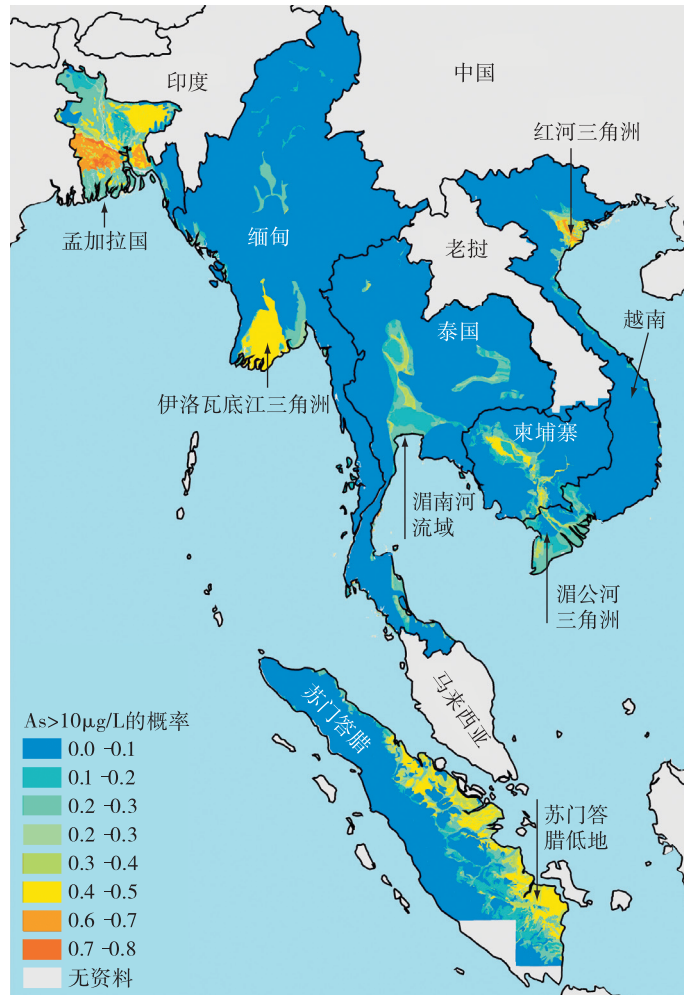 印度
中国
红河三角洲
孟加拉国
缅甸
老挝
越南
泰国
伊洛瓦底江三角洲
柬埔寨
湄南河
流域
湄公河
三角洲
马来西亚
苏门答腊
苏门答
腊低地
As>10μg/L的概率
0.0 -0.1
0.1 -0.2
0.2 -0.3
0.2 -0.3
0.3 -0.4
0.4 -0.5
0.6 -0.7
0.7 -0.8
无资料